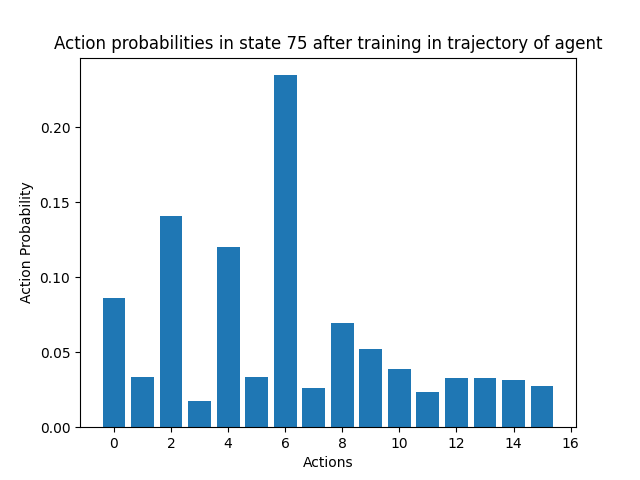 Action probabilities in state 75 after training in trajectory of agent
0.20
0.15
0.10
0.05
0.00
Action Probability
0 2 4 6 8 10 12 14 16
Actions